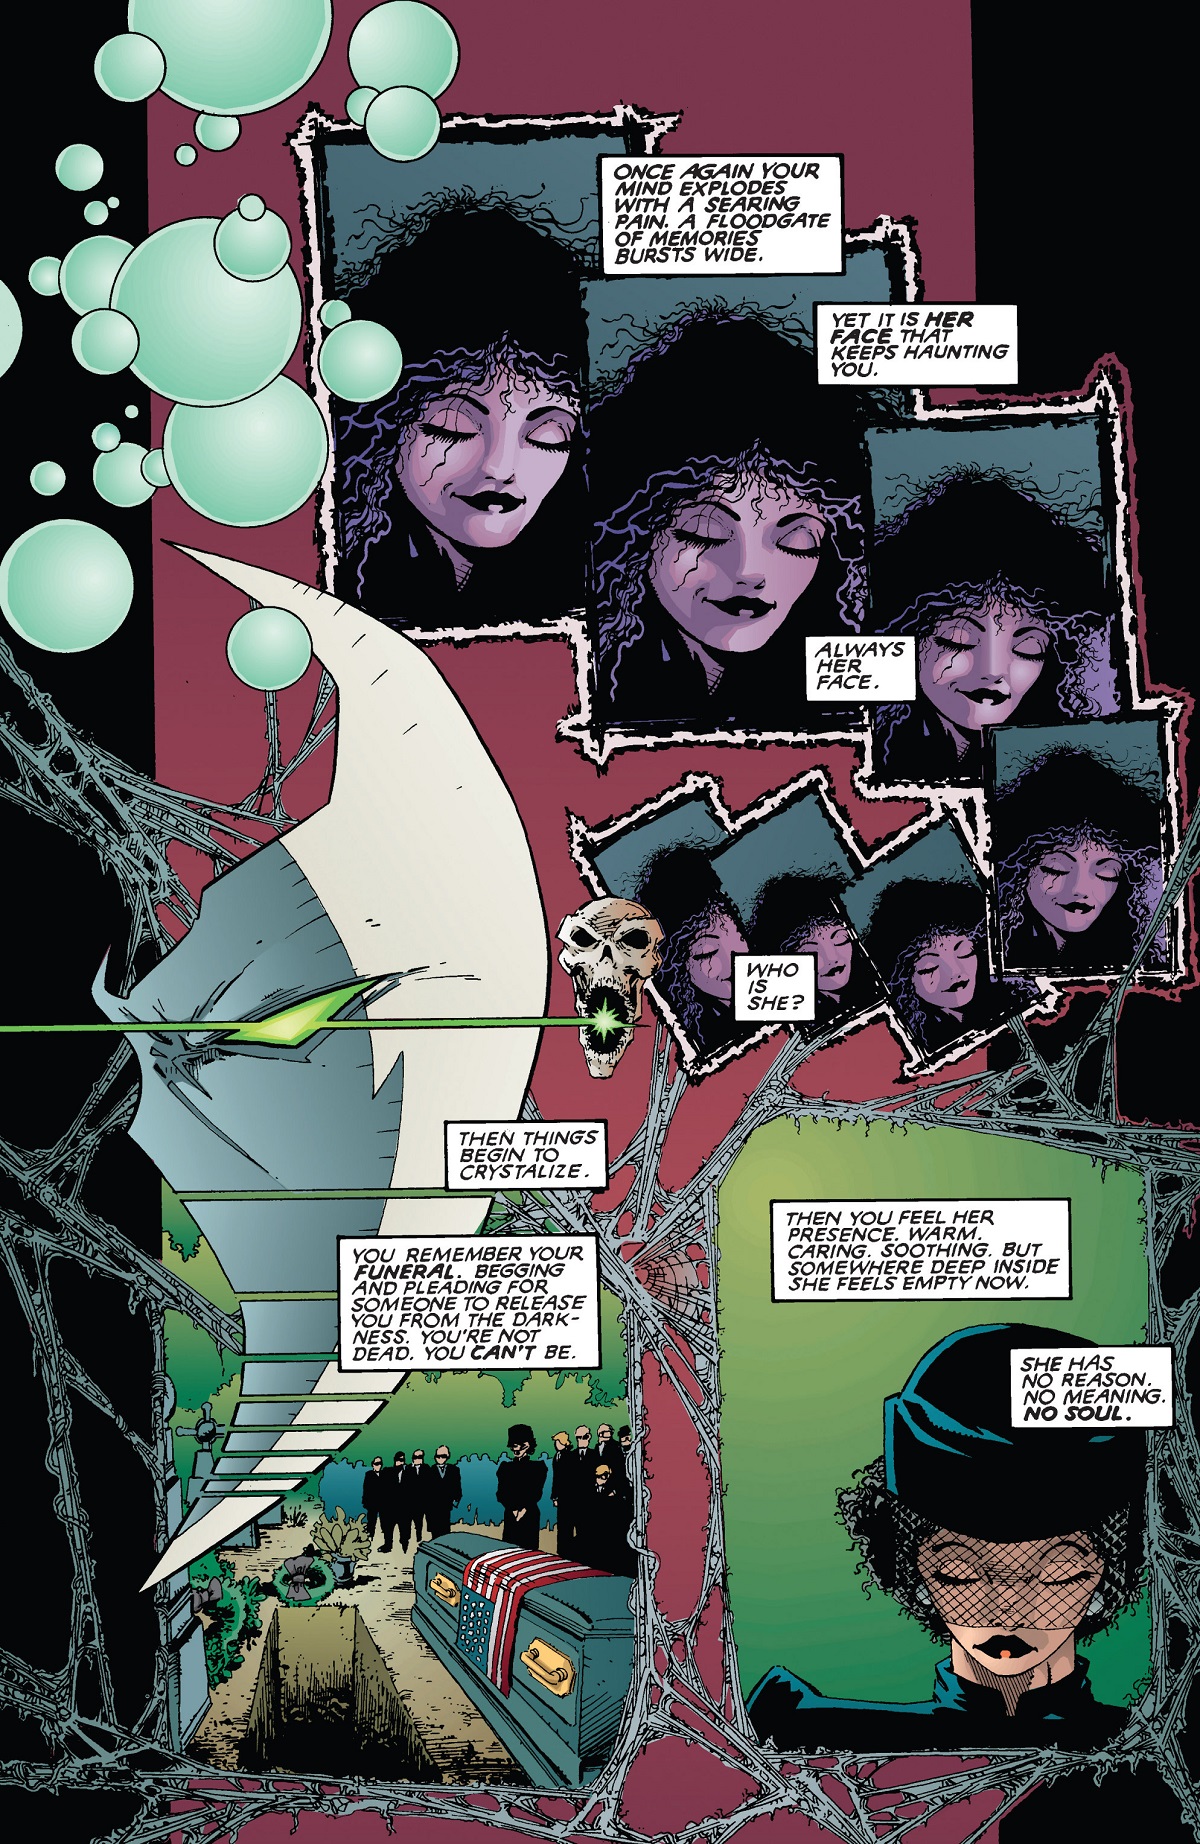 ONCE AGAIN YOUR
MIND EXPLODES
WITH A SEARING
PAIN. A FLOODGATE
OF MEMORIES
BURSTS WIDE.
YET IT IS HER
FACE THAT
KEEPS HAUNTING
YOU.
ALWAYS
HER
FACE.
WHO
IS
SHE?
THEN THINGS
BEGIN TO
CRYSTALIZE.
YOU REMEMBER YOUR
FUNERAL. BEGGING
AND PLEADING FOR
SOMEONE TO RELEASE
YOU FROM THE DARK-
NESS. YOU'RE NOT
DEAD. YOU CAN'T BE.
THEN YOU FEEL HER
PRESENCE. WARM.
CARING. SOOTHING. BUT
SOMEWHERE DEEP INSIDE
SHE FEELS EMPTY NOW.
SHE HAS
NO REASON.
NO MEANING.
NO SOUL.